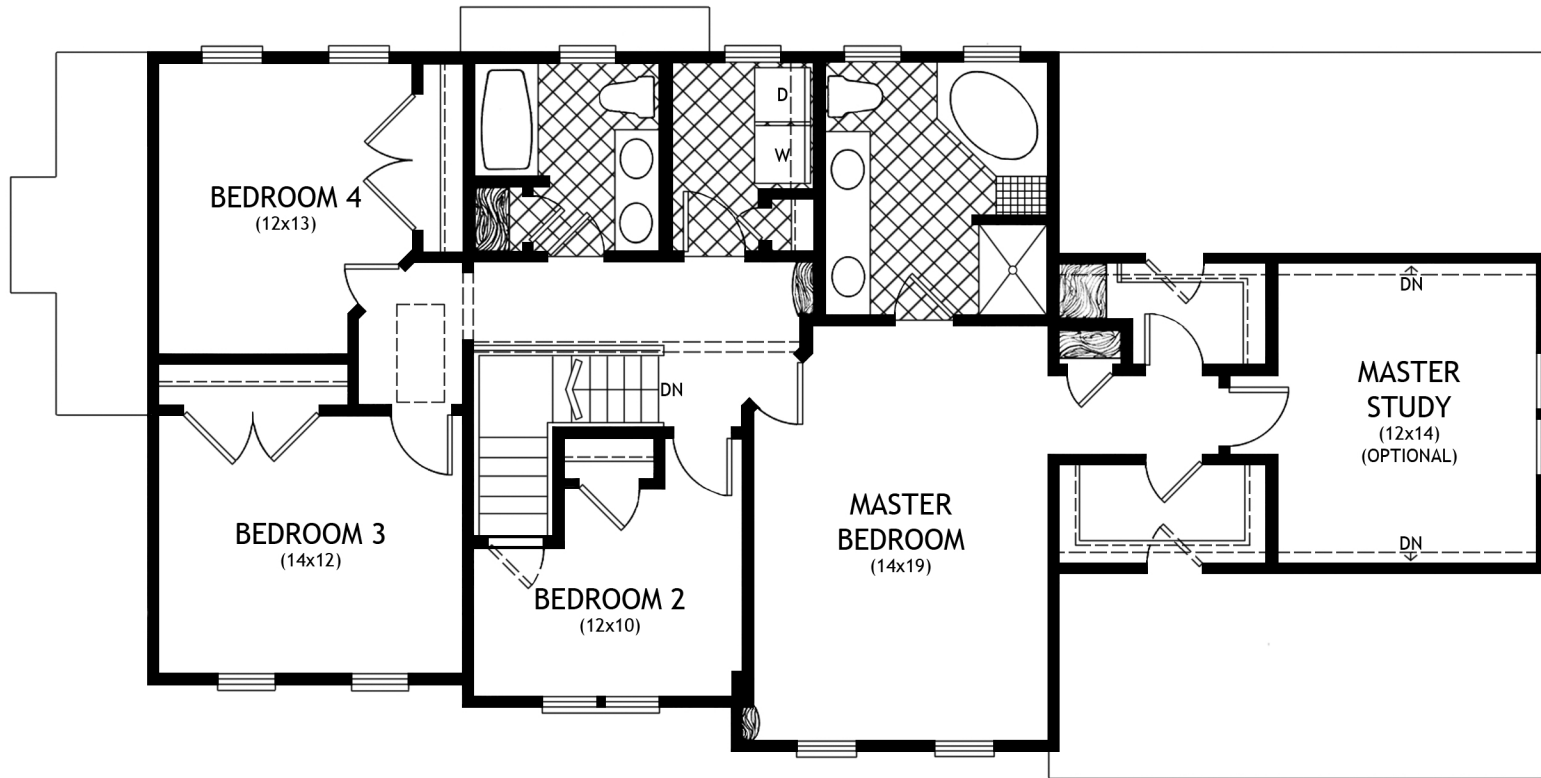 D
W
BEDROOM 4
(12x13)
DN
MASTER
STUDY
(12x14)
(OPTIONAL)
DN
DN
MASTER
BEDROOM
(14x19)
BEDROOM 3
(14x12)
BEDROOM 2
(12x10)